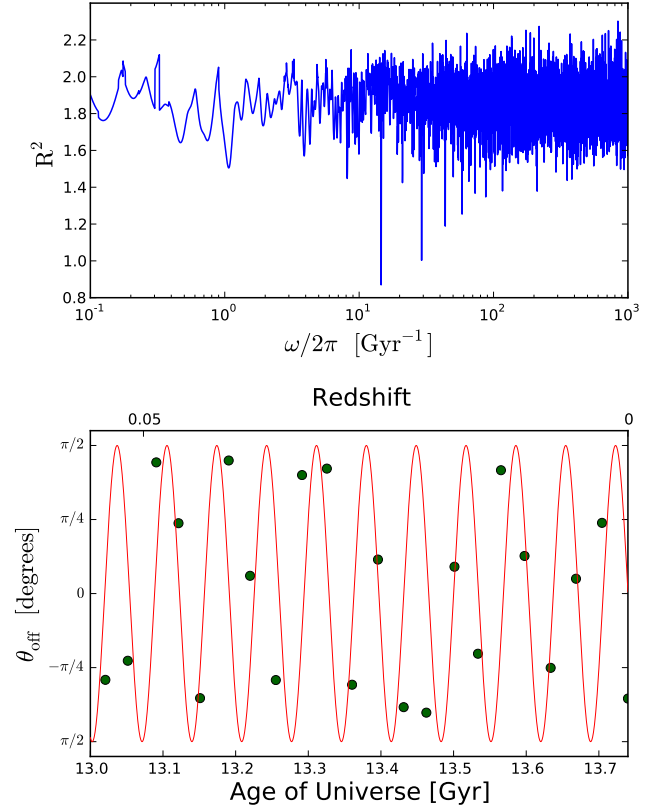 2.2
2.0
1.8
1.6
1.4
1.2
1.0
0.8
R²
10⁻¹ 10⁰ 10¹ 10² 10³
ω/2π [Gyr⁻¹]
Redshift
0.05 0
π/2
π/4
0
−π/4
π/2
θoff [degrees]
13.0 13.1 13.2 13.3 13.4 13.5 13.6 13.7
Age of Universe [Gyr]